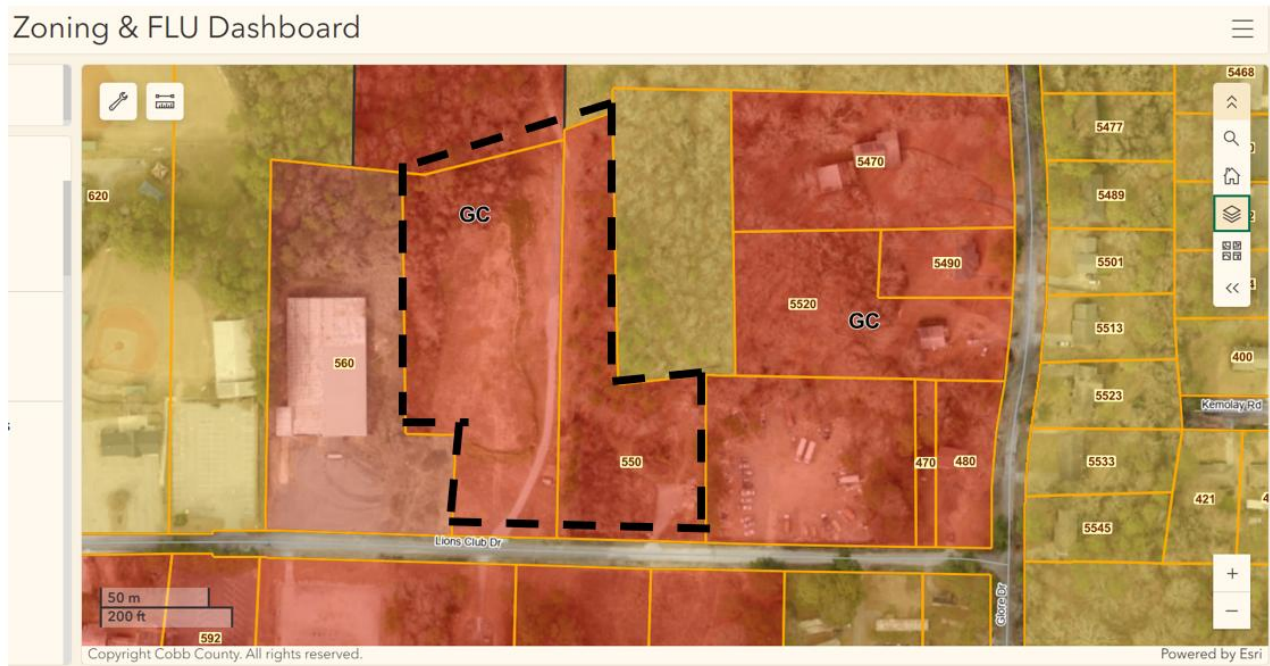 Zoning & FLU Dashboard
5468
5477
5470
620
GC
5489
5490
5501
5520
GC
5513
560
400
5523
Kemolay Rd
550
470
480
5533
421
5545
Lions Club Dr
50 m
200 ft
Glore Dr
592
Copyright Cobb County. All rights reserved.
Powered by Esri